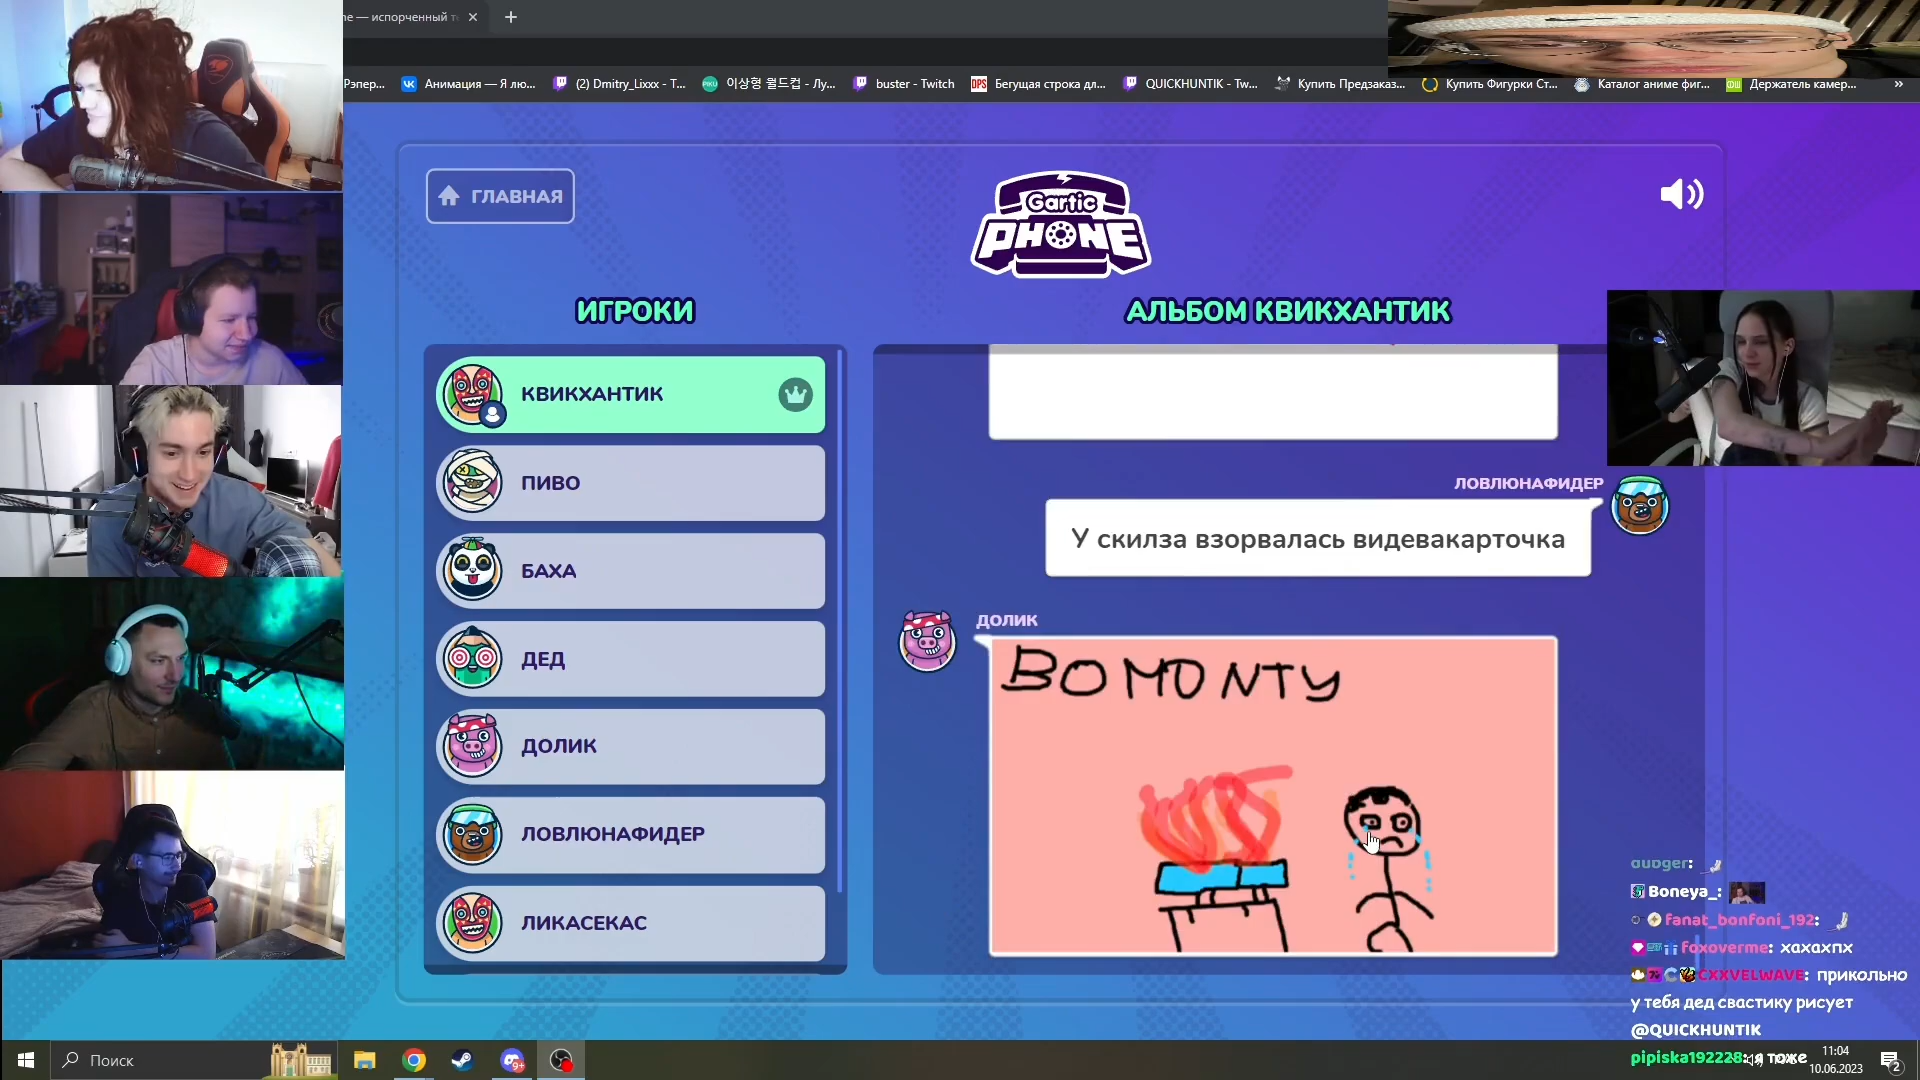 ne — испорченный т
Рэпер...
Анимация — Я лю...
(2) Dmitry_Lixxx - T...
이상형 월드컵 - Лу...
buster - Twitch
Бегущая строка дл...
QUICKHUNTIK - Tw...
Купить Предзаказ...
Купить Фигурки Ст...
Каталог аниме фиг...
Держатель камер...
ГЛАВНАЯ
Gartic
PHONE
ИГРОКИ
АЛЬБОМ КВИКХАНТИК
КВИКХАНТИК
ПИВО
БАХА
ДЕД
ДОЛИК
ЛОВЛЮНАФИДЕР
ЛИКАСЕКАС
ЛОВЛЮНАФИДЕР
У скилза взорвалась видевакарточка
ДОЛИК
BOMONTY
Boneya_:
fanat_bonfoni_192:
foxoverme: хахахпх
CXXVELWAVE: прикольно
у тебя дед свастику рисует
@QUICKHUNTIK
pipiska192228: я тоже
Поиск
11:04
10.06.2023